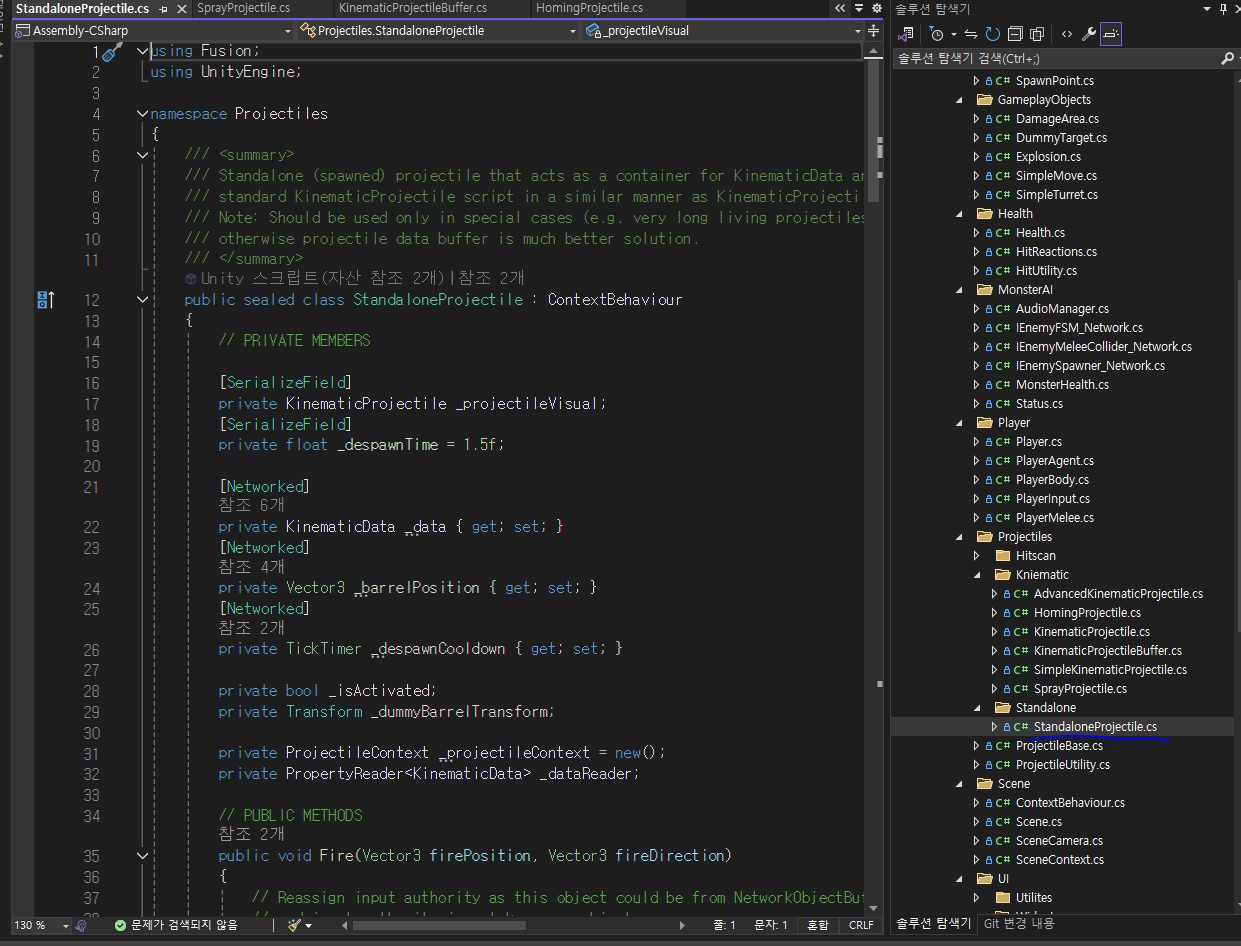 StandaloneProjectile.cs
SprayProjectile.cs
KinematicProjectileBuffer.cs
HomingProjectile.cs
Assembly-CSharp
Projectiles.StandaloneProjectile
_projectileVisual
1 using Fusion;
2 using UnityEngine;
3
4 namespace Projectiles
5 {
6 /// <summary>
7 /// Standalone (spawned) projectile that acts as a container for KinematicData
8 /// standard KinematicProjectile script in a similar manner as KinematicProjecti
9 /// Note: Should be used only in special cases (e.g. very long living projectiles
10 /// otherwise projectile data buffer is much better solution.
11 /// </summary>
Unity 스크립트(자산 참조 2개)|참조 2개
12 public sealed class StandaloneProjectile : ContextBehaviour
13 {
14 // PRIVATE MEMBERS
15
16 [SerializeField]
17 private KinematicProjectile _projectileVisual;
18 [SerializeField]
19 private float _despawnTime = 1.5f;
20
21 [Networked]
참조 6개
22 private KinematicData _data { get; set; }
23 [Networked]
참조 4개
24 private Vector3 _barrelPosition { get; set; }
25 [Networked]
참조 2개
26 private TickTimer _despawnCooldown { get; set; }
27
28 private bool _isActivated;
29 private Transform _dummyBarrelTransform;
30
31 private ProjectileContext _projectileContext = new();
32 private PropertyReader<KinematicData> _dataReader;
33
34 // PUBLIC METHODS
참조 2개
35 public void Fire(Vector3 firePosition, Vector3 fireDirection)
36 {
37 // Reassign input authority as this object could be from NetworkObjectBu
130 %
문제가 검색되지 않음
줄: 1
문자: 1
혼합
CRLF
솔루션 탐색기
솔루션 탐색기 검색(Ctrl+;)
C# SpawnPoint.cs
GameplayObjects
C# DamageArea.cs
C# DummyTarget.cs
C# Explosion.cs
C# SimpleMove.cs
C# SimpleTurret.cs
Health
C# Health.cs
C# HitReactions.cs
C# HitUtility.cs
MonsterAI
C# AudioManager.cs
C# IEnemyFSM_Network.cs
C# IEnemyMeleeCollider_Network.cs
C# IEnemySpawner_Network.cs
C# MonsterHealth.cs
C# Status.cs
Player
C# Player.cs
C# PlayerAgent.cs
C# PlayerBody.cs
C# PlayerInput.cs
C# PlayerMelee.cs
Projectiles
Hitscan
Kniematic
C# AdvancedKinematicProjectile.cs
C# HomingProjectile.cs
C# KinematicProjectile.cs
C# KinematicProjectileBuffer.cs
C# SimpleKinematicProjectile.cs
C# SprayProjectile.cs
Standalone
C# StandaloneProjectile.cs
C# ProjectileBase.cs
C# ProjectileUtility.cs
Scene
C# ContextBehaviour.cs
C# Scene.cs
C# SceneCamera.cs
C# SceneContext.cs
UI
Utilites
솔루션 탐색기
Git 변경 내용